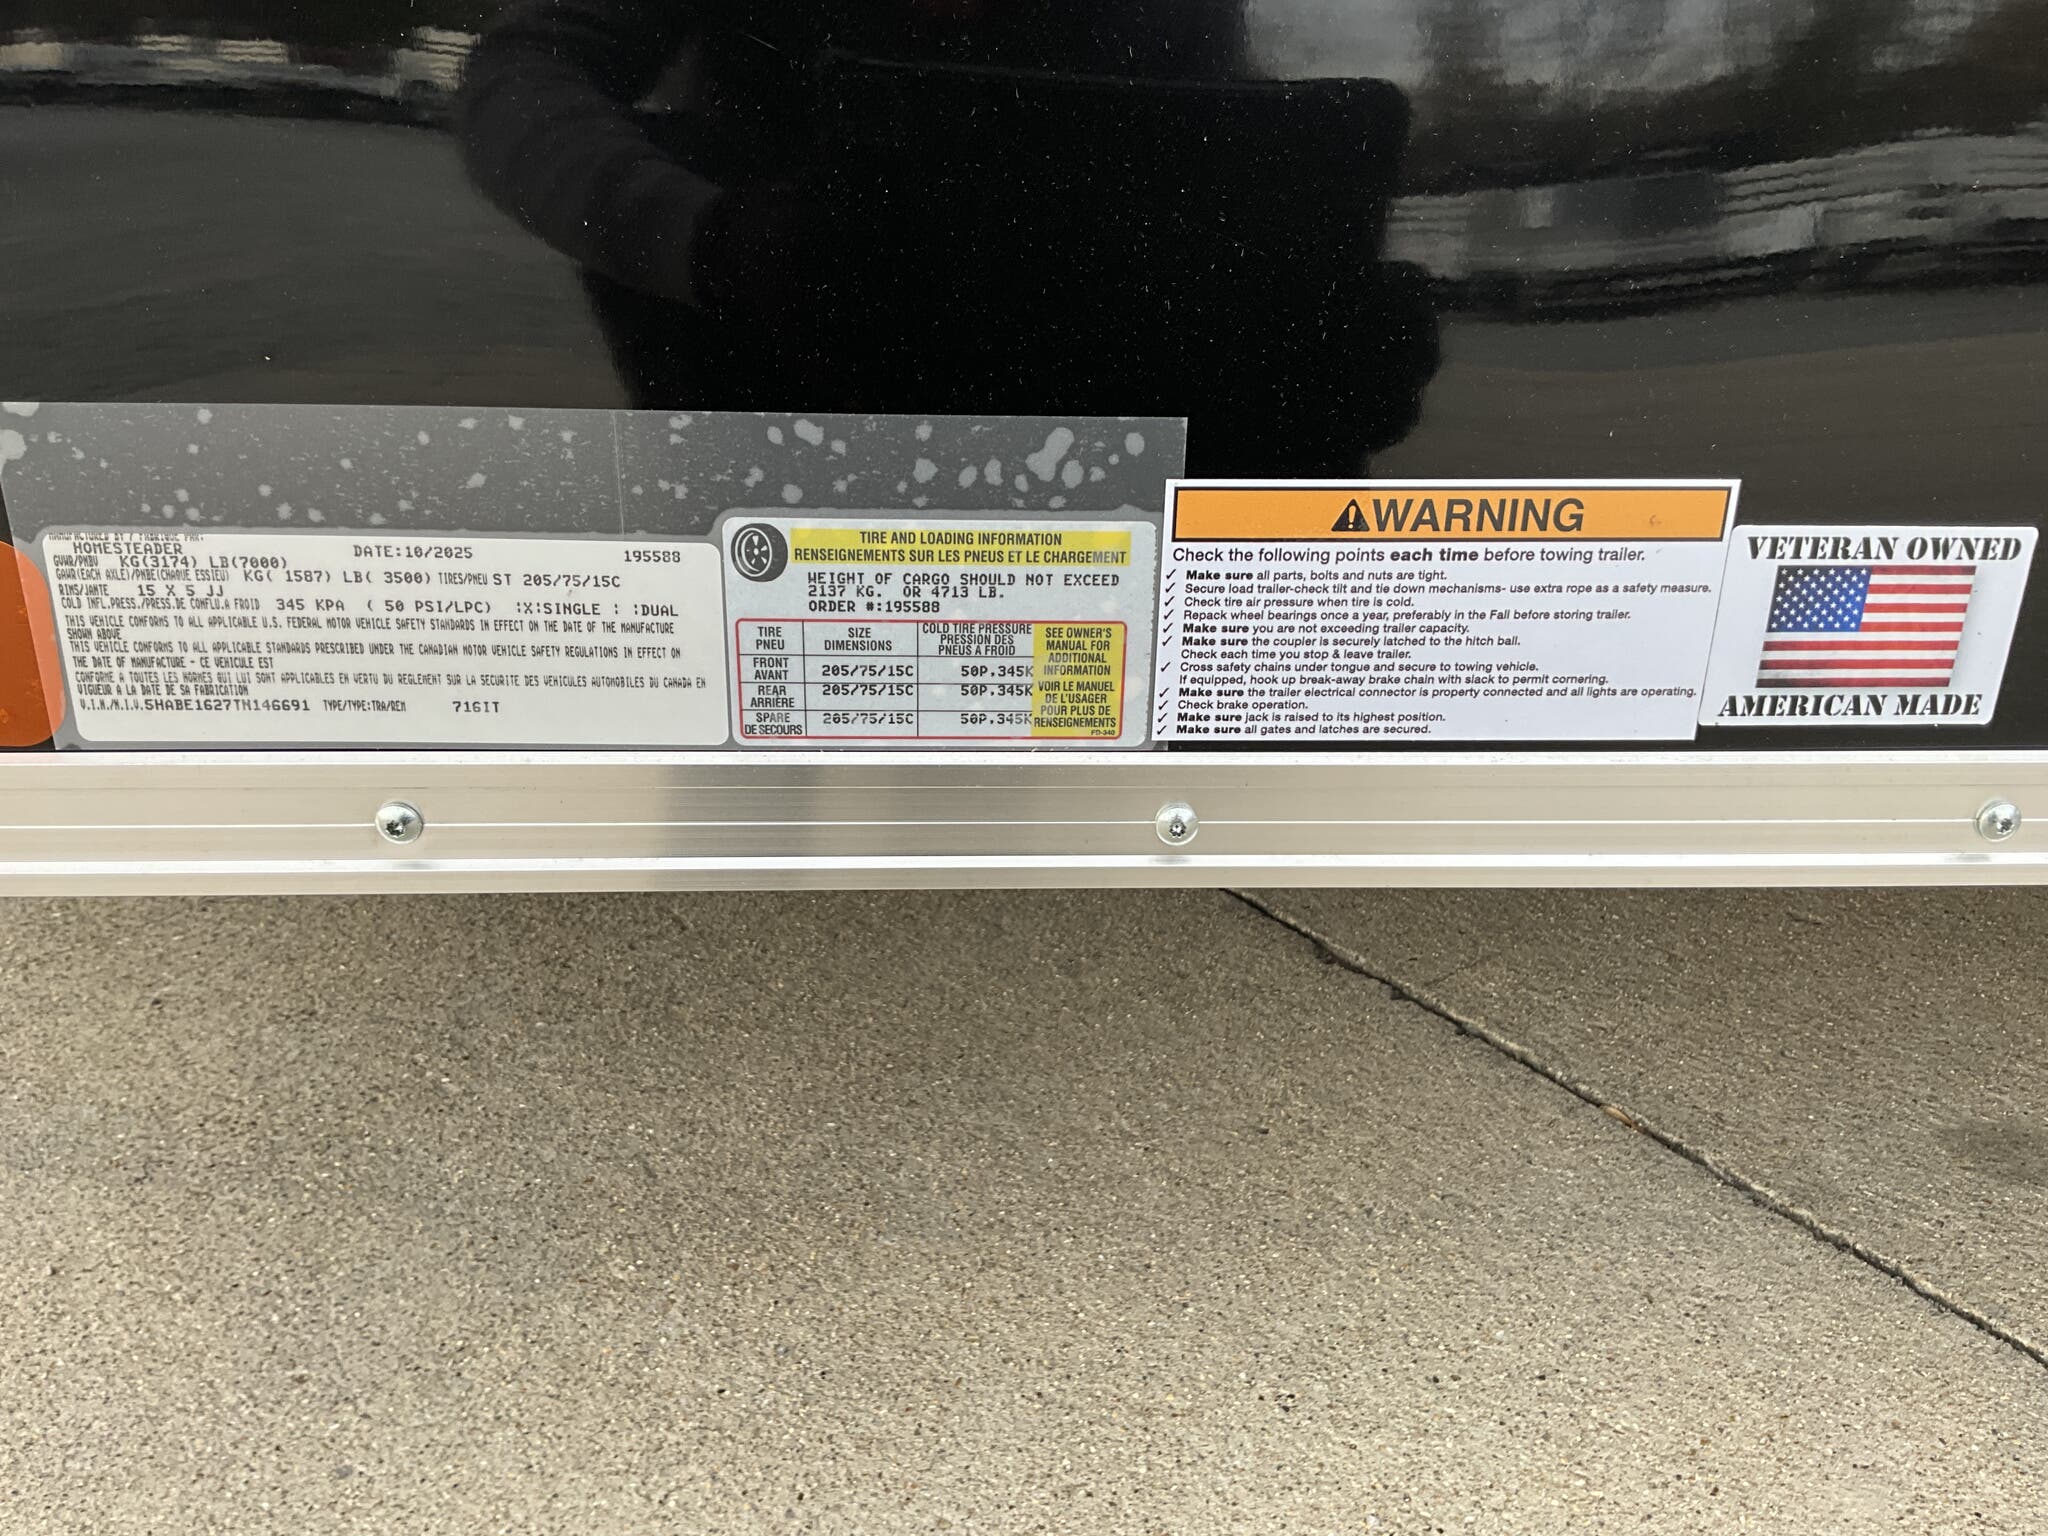 MANUFACTURED BY / FABRIQUE PAR:
HOMESTEADER DATE:10/2025 195588
GVWR/PNBU KG(3174) LB(7000)
GAWR(EACH AXLE)/PNBE(CHAQUE ESSIEU) KG( 1587) LB( 3500) TIRES/PNEU ST 205/75/15C
RIMS/JANTE 15 X 5 JJ
COLD INFL.PRESS./PRESS.DE CONFLU.A FROID 345 KPA ( 50 PSI/LPC) :X:SINGLE : :DUAL
THIS VEHICLE CONFORMS TO ALL APPLICABLE U.S. FEDERAL MOTOR VEHICLE SAFETY STANDARDS IN EFFECT ON THE DATE OF THE MANUFACTURE
SHOWN ABOVE
THIS VEHICLE CONFORMS TO ALL APPLICABLE STANDARDS PRESCRIBED UNDER THE CANADIAN MOTOR VEHICLE SAFETY REGULATIONS IN EFFECT ON
THE DATE OF MANUFACTURE - CE VEHICULE EST
CONFORME A TOUTES LES NORMES QUI LUI SONT APPLICABLES EN VERTU DU REGLEMENT SUR LA SECURITE DES VEHICULES AUTOMOBILES DU CANADA EN
VIGUEUR A LA DATE DE SA FABRICATION
V.I.N./N.I.V.5HABE1627TN146691 TYPE/TYPE:TRA/REM 716IT
TIRE AND LOADING INFORMATION
RENSEIGNEMENTS SUR LES PNEUS ET LE CHARGEMENT
WEIGHT OF CARGO SHOULD NOT EXCEED
2137 KG. OR 4713 LB.
ORDER #:195588
TIRE
PNEU
SIZE
DIMENSIONS
COLD TIRE PRESSURE
PRESSION DES
PNEUS A FROID
FRONT
AVANT
205/75/15C 50P.345K
REAR
ARRIÈRE
205/75/15C 50P.345K
SPARE
DE SECOURS
205/75/15C 50P.345K
SEE OWNER'S
MANUAL FOR
ADDITIONAL
INFORMATION
VOIR LE MANUEL
DE L'USAGER
POUR PLUS DE
RENSEIGNEMENTS
FD-340
WARNING
Check the following points each time before towing trailer.
✓ Make sure all parts, bolts and nuts are tight.
✓ Secure load trailer-check tilt and tie down mechanisms- use extra rope as a safety measure.
✓ Check tire air pressure when tire is cold.
✓ Repack wheel bearings once a year, preferably in the Fall before storing trailer.
✓ Make sure you are not exceeding trailer capacity.
✓ Make sure the coupler is securely latched to the hitch ball.
Check each time you stop & leave trailer.
✓ Cross safety chains under tongue and secure to towing vehicle.
If equipped, hook up break-away brake chain with slack to permit cornering.
✓ Make sure the trailer electrical connector is property connected and all lights are operating.
✓ Check brake operation.
✓ Make sure jack is raised to its highest position.
✓ Make sure all gates and latches are secured.
VETERAN OWNED
AMERICAN MADE